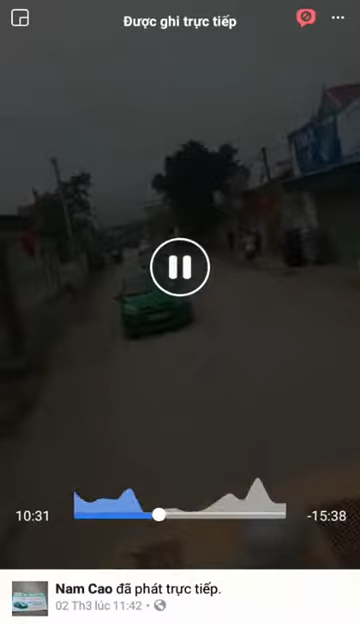 Được ghi trực tiếp
10:31
-15:38
Nam Cao đã phát trực tiếp.
02 Th3 lúc 11:42